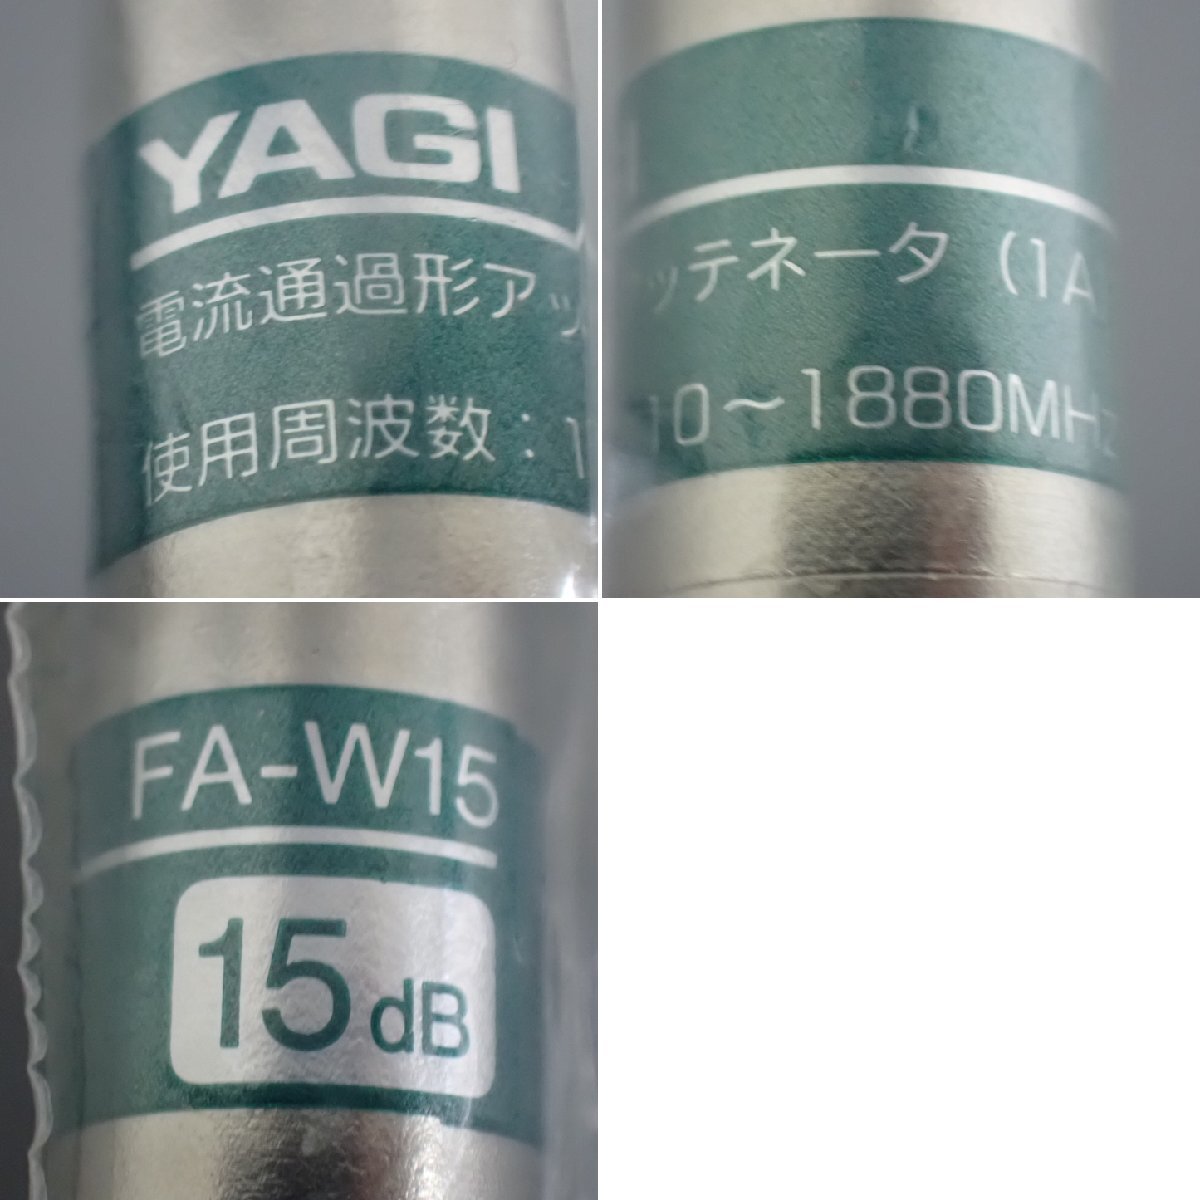 YAGI
電流通過形アッ
使用周波数:1
ッテネータ (1A
10～1880MHz
FA-W15
15dB